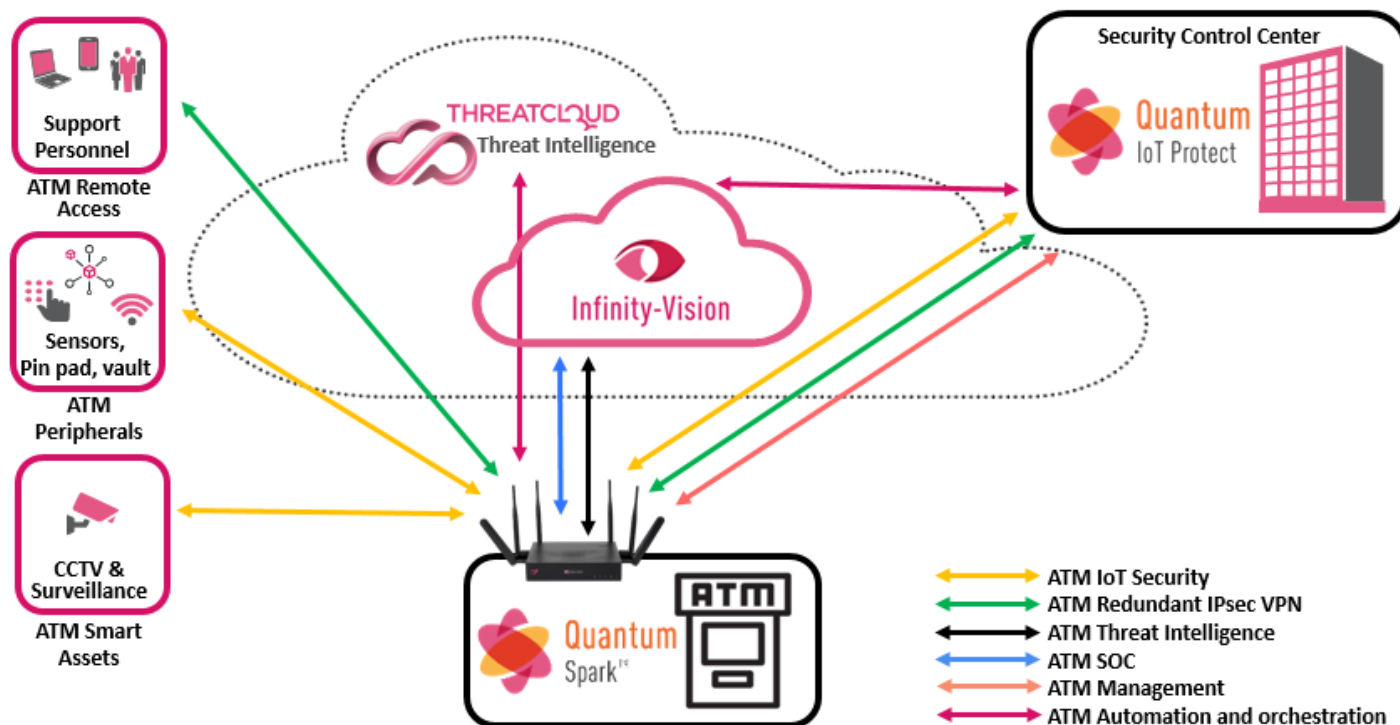 Support
Personnel
ATM Remote
Access
Sensors,
Pin pad, vault
ATM
Peripherals
CCTV &
Surveillance
ATM Smart
Assets
THREATCLOUD
Threat Intelligence
Infinity-Vision
Security Control Center
Quantum
IoT Protect
Quantum
Spark
ATM
ATM IoT Security
ATM Redundant IPsec VPN
ATM Threat Intelligence
ATM SOC
ATM Management
ATM Automation and orchestration